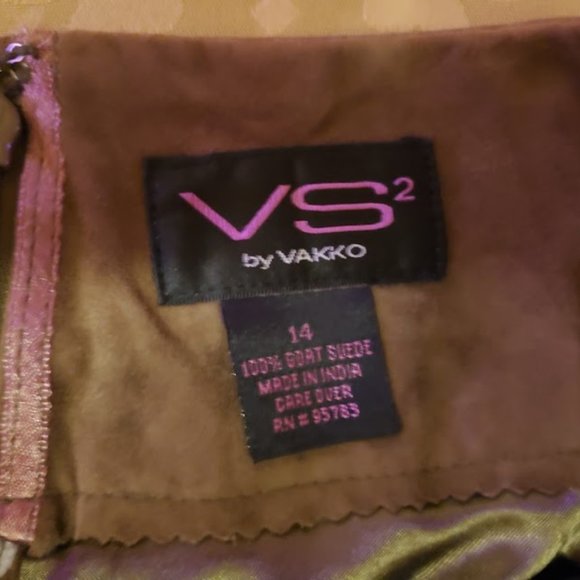 VS²
by VAKKO
14
100% GOAT SUEDE
MADE IN INDIA
CARE OVER
RN # 95783